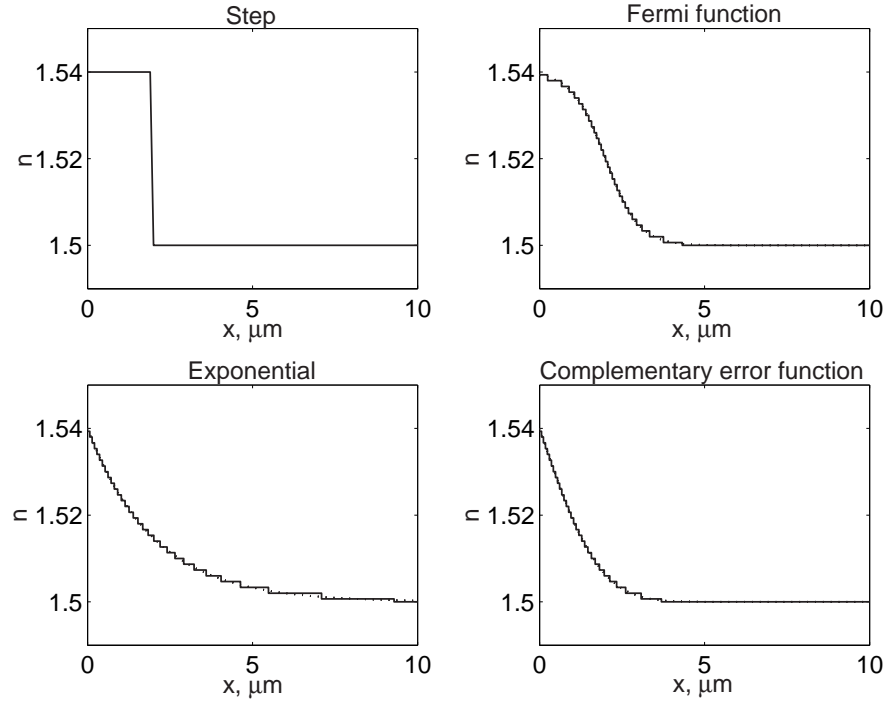 Step
1.54
1.52
1.5
n
0 5 10
x, μm
Fermi function
1.54
1.52
1.5
n
0 5 10
x, μm
Exponential
1.54
1.52
1.5
n
0 5 10
x, μm
Complementary error function
1.54
1.52
1.5
n
0 5 10
x, μm